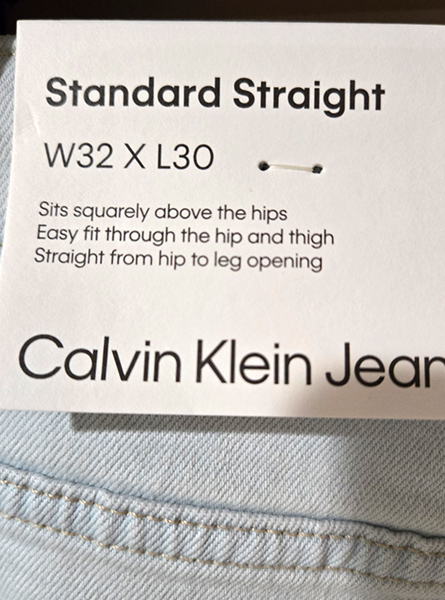 Standard Straight
W32 X L30
Sits squarely above the hips
Easy fit through the hip and thigh
Straight from hip to leg opening
Calvin Klein Jean